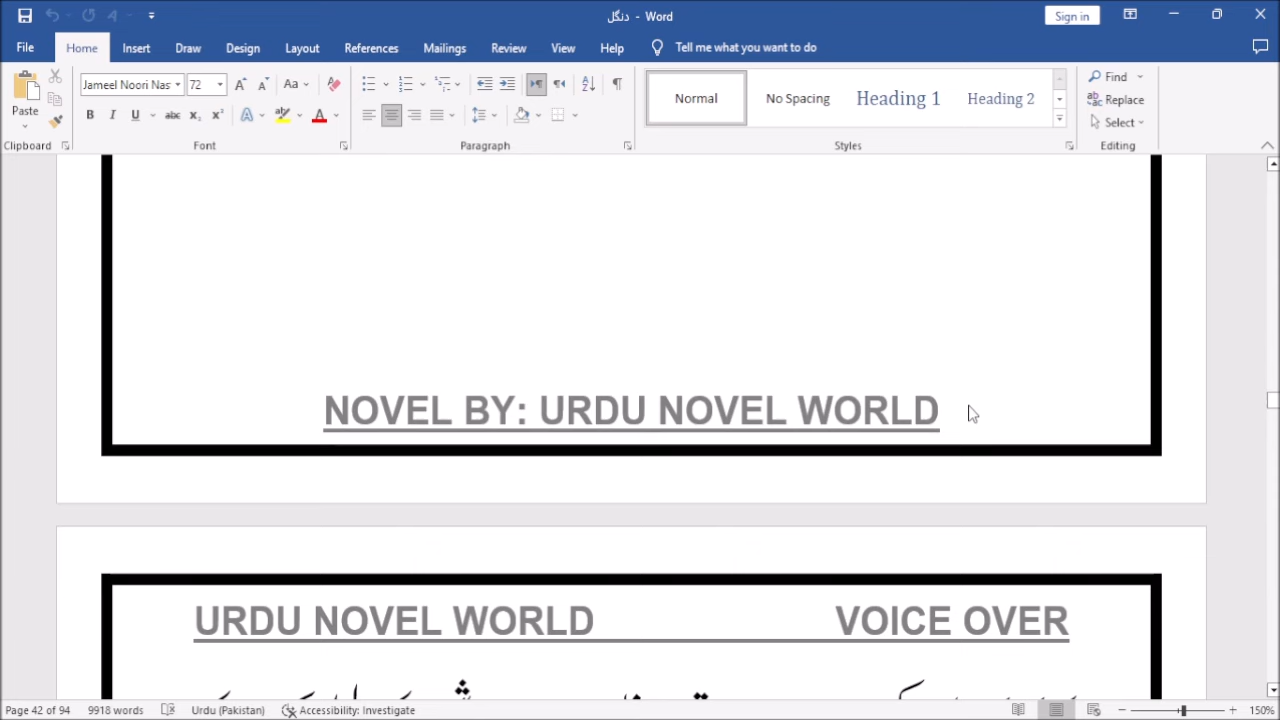 دنگل - Word
Sign in
File Home Insert Draw Design Layout References Mailings Review View Help Tell me what you want to do
Paste
Jameel Noori Nas 72
Normal
No Spacing
Heading 1
Heading 2
Find
Replace
Select
Clipboard Font Paragraph Styles Editing
NOVEL BY: URDU NOVEL WORLD
URDU NOVEL WORLD VOICE OVER
Page 42 of 94 9918 words Urdu (Pakistan) Accessibility: Investigate 150%